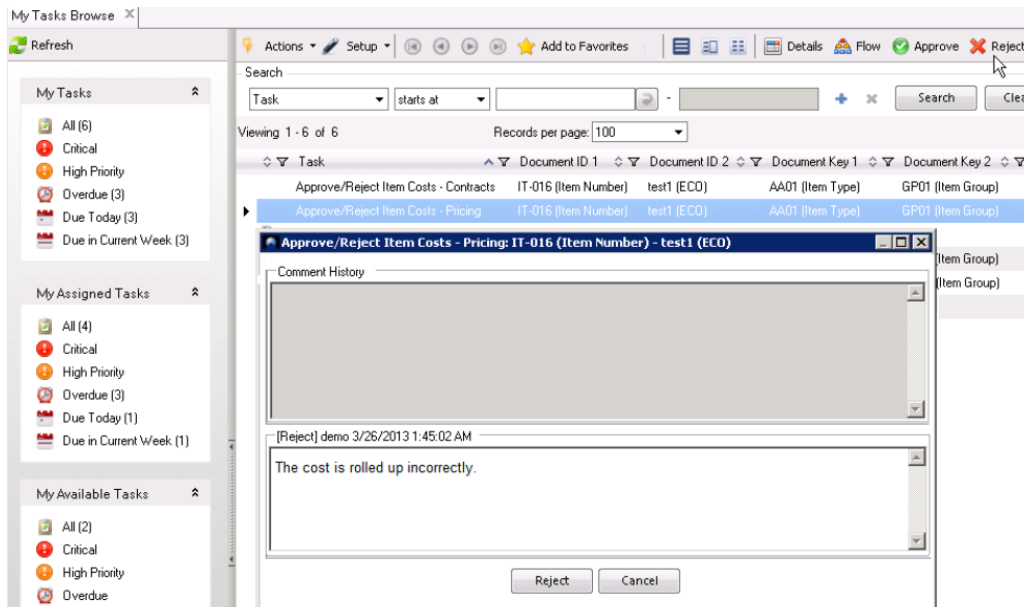 My Tasks Browse
Refresh
Actions Setup Add to Favorites Details Flow Approve Reject
Search
Task starts at - Search
Viewing 1 - 6 of 6 Records per page: 100
Task Document ID 1 Document ID 2 Document Key 1 Document Key 2
Approve/Reject Item Costs - Contracts IT-016 (Item Number) test1 (ECO) AA01 (Item Type) GP01 (Item Group)
Approve/Reject Item Costs - Pricing IT-016 (Item Number) test1 (ECO) AA01 (Item Type) GP01 (Item Group)
(Item Group)
(Item Group)
My Tasks
All (6)
Critical
High Priority
Overdue (3)
Due Today (3)
Due in Current Week (3)
My Assigned Tasks
All (4)
Critical
High Priority
Overdue (3)
Due Today (1)
Due in Current Week (1)
My Available Tasks
All (2)
Critical
High Priority
Overdue
Approve/Reject Item Costs - Pricing: IT-016 (Item Number) - test1 (ECO)
Comment History
[Reject] demo 3/26/2013 1:45:02 AM
The cost is rolled up incorrectly.
Reject Cancel